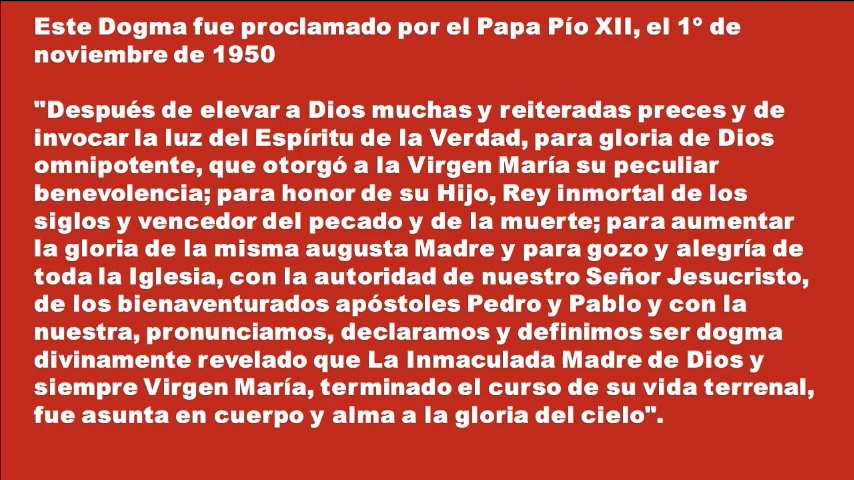 Este Dogma fue proclamado por el Papa Pío XII, el 1º de
noviembre de 1950
"Después de elevar a Dios muchas y reiteradas preces y de
invocar la luz del Espíritu de la Verdad, para gloria de Dios
omnipotente, que otorgó a la Virgen María su peculiar
benevolencia; para honor de su Hijo, Rey inmortal de los
siglos y vencedor del pecado y de la muerte; para aumentar
la gloria de la misma augusta Madre y para gozo y alegría de
toda la Iglesia, con la autoridad de nuestro Señor Jesucristo,
de los bienaventurados apóstoles Pedro y Pablo y con la
nuestra, pronunciamos, declaramos y definimos ser dogma
divinamente revelado que La Inmaculada Madre de Dios y
siempre Virgen María, terminado el curso de su vida terrenal,
fue asunta en cuerpo y alma a la gloria del cielo".